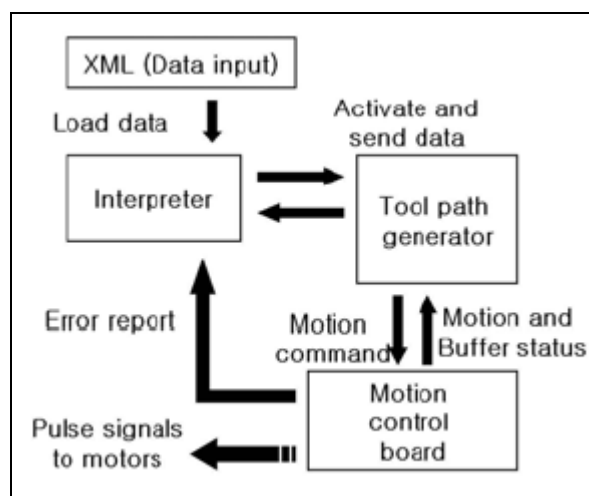 XML (Data input)
Load data
Activate and
send data
Interpreter
Tool path
generator
Error report
Motion
command
Motion and
Buffer status
Motion
control
board
Pulse signals
to motors